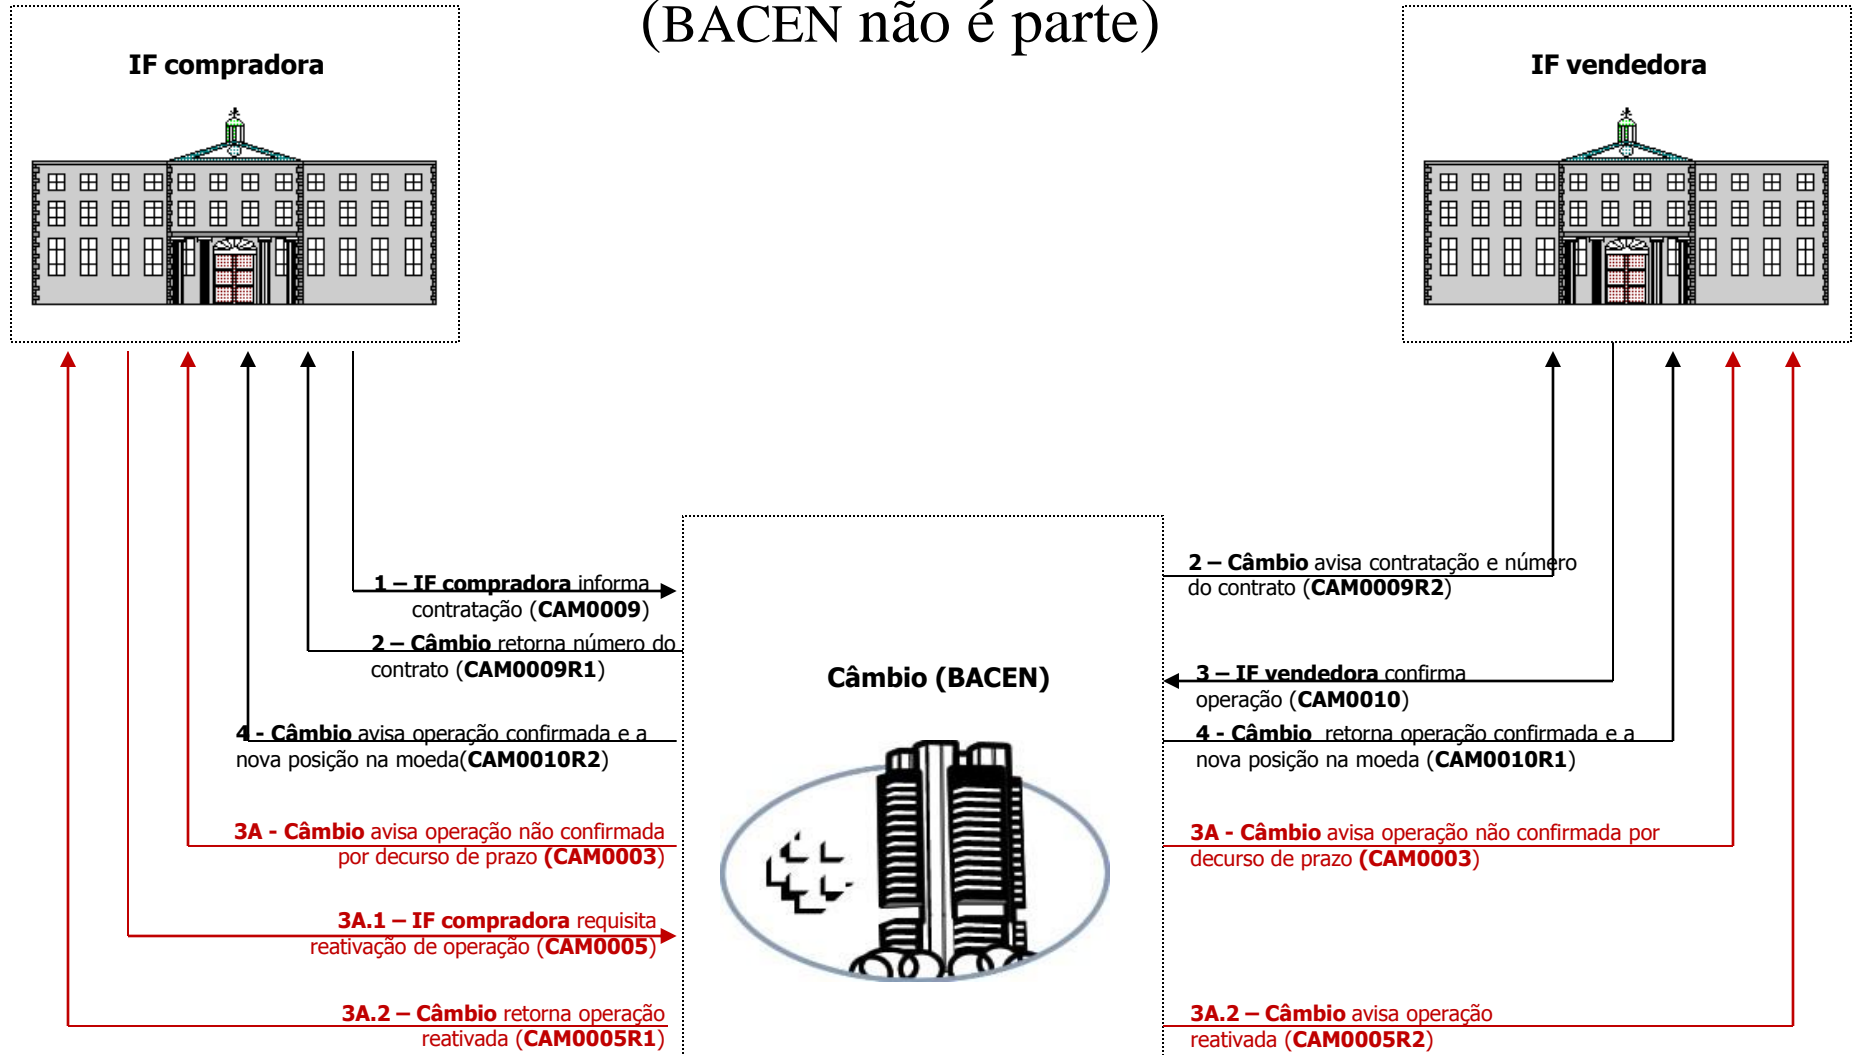 (BACEN não é parte)
IF compradora
IF vendedora
1 – IF compradora informa
contratação (CAM0009)
2 – Câmbio retorna número do
contrato (CAM0009R1)
4 - Câmbio avisa operação confirmada e a
nova posição na moeda(CAM0010R2)
3A - Câmbio avisa operação não confirmada
por decurso de prazo (CAM0003)
3A.1 – IF compradora requisita
reativação de operação (CAM0005)
3A.2 – Câmbio retorna operação
reativada (CAM0005R1)
Câmbio (BACEN)
2 – Câmbio avisa contratação e número
do contrato (CAM0009R2)
3 – IF vendedora confirma
operação (CAM0010)
4 - Câmbio retorna operação confirmada e a
nova posição na moeda (CAM0010R1)
3A - Câmbio avisa operação não confirmada por
decurso de prazo (CAM0003)
3A.2 – Câmbio avisa operação
reativada (CAM0005R2)